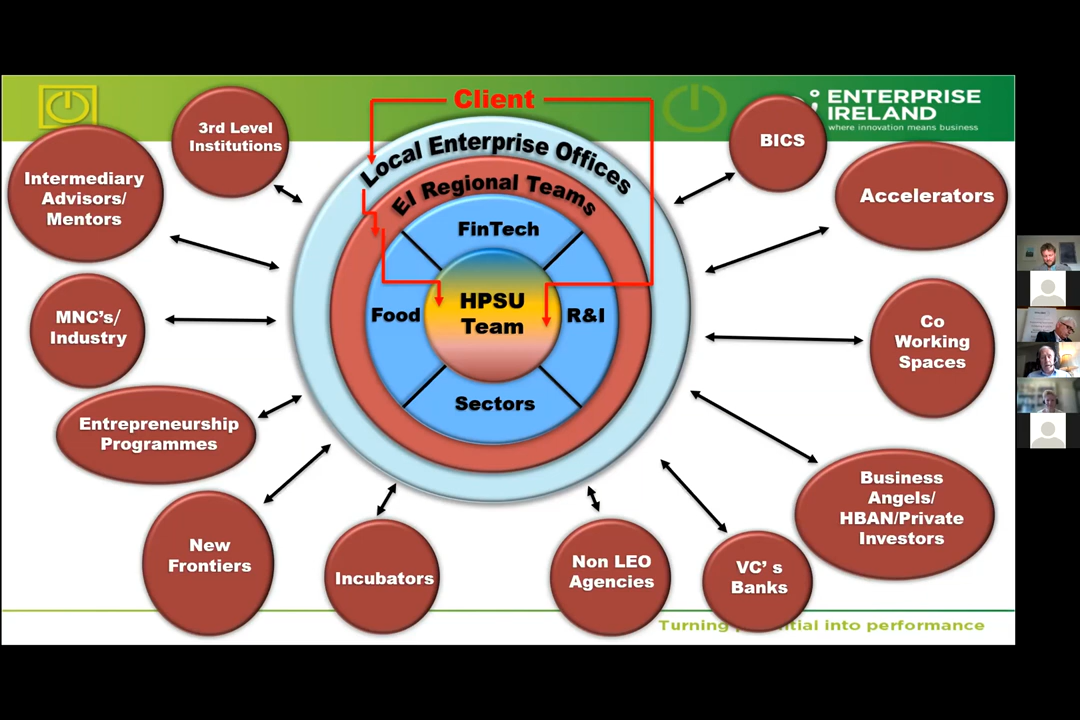 Client
ENTERPRISE
IRELAND
where innovation means business
3rd Level
Institutions
BICS
Intermediary
Advisors/
Mentors
Accelerators
Local Enterprise Offices
EI Regional Teams
FinTech
Food
HPSU
Team
R&I
Sectors
MNC's/
Industry
Co
Working
Spaces
Entrepreneurship
Programmes
Business
Angels/
HBAN/Private
Investors
New
Frontiers
Incubators
Non LEO
Agencies
VC' s
Banks
Turning p ntial into performance